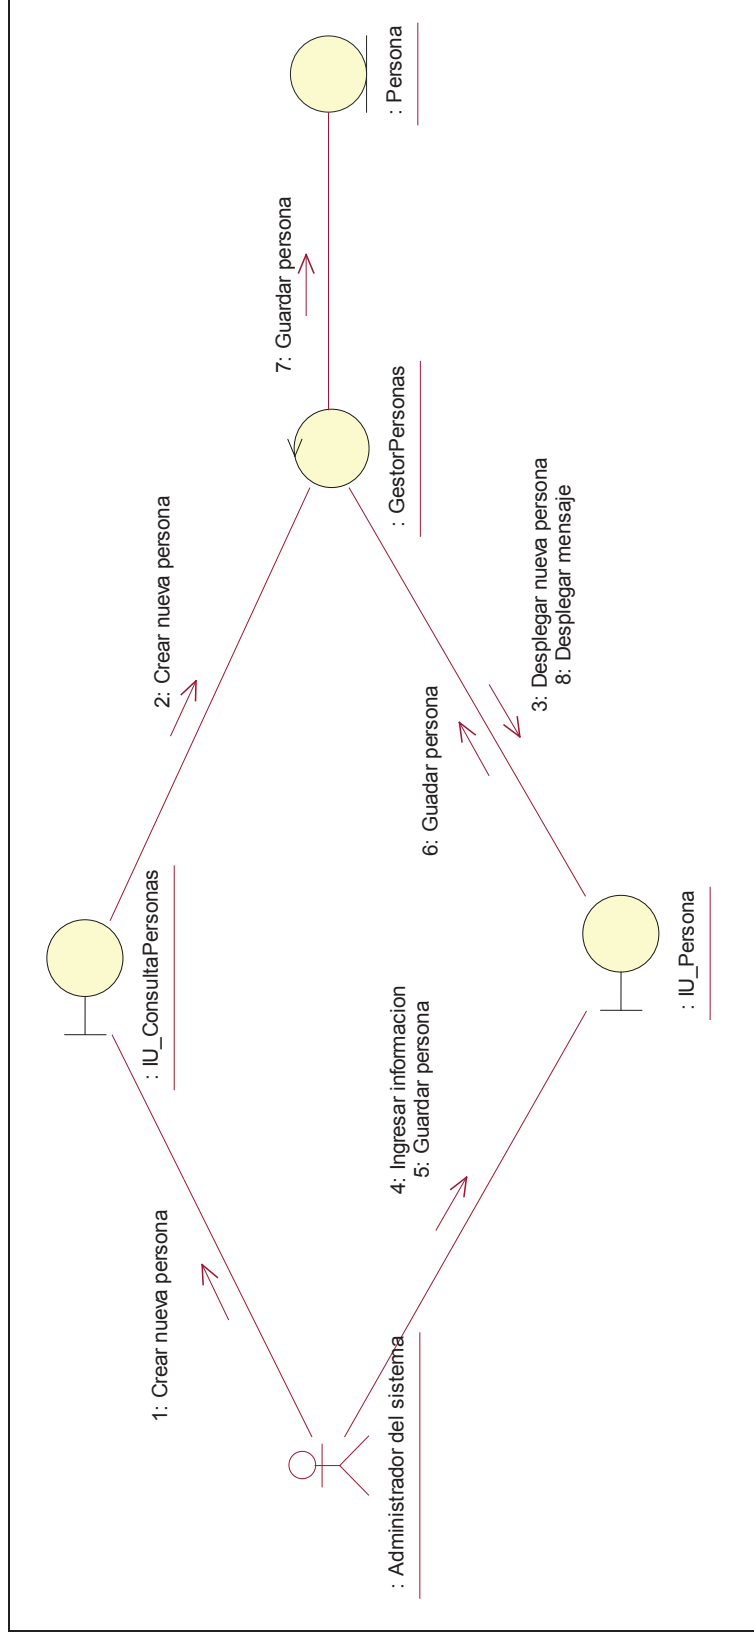 1: Crear nueva persona
: IU_ConsultaPersonas
2: Crear nueva persona
7: Guardar persona
: Persona
: GestorPersonas
: Administrador del sistema
4: Ingresar informacion
5: Guardar persona
6: Guadar persona
3: Desplegar nueva persona
8: Desplegar mensaje
: IU_Persona